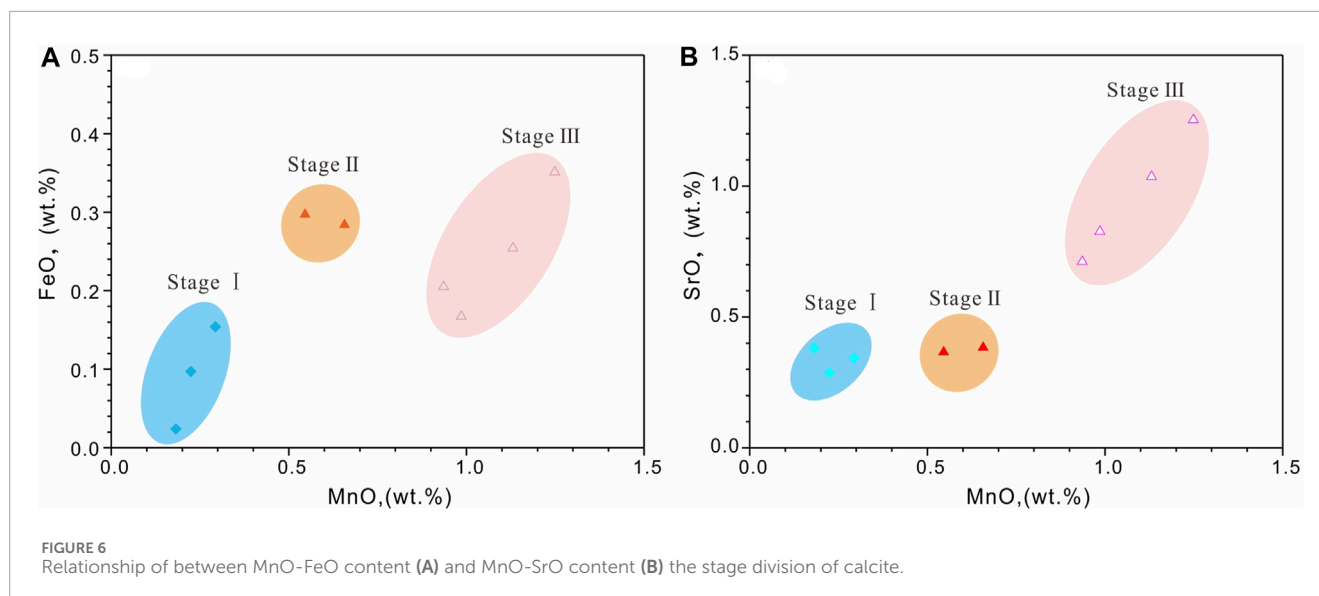 A
0.5
0.4
0.3
0.2
0.1
0.0
FeO, (wt.%)
Stage Ⅰ
Stage Ⅱ
Stage Ⅲ
0.0 0.5 1.0 1.5
MnO,(wt.%)
B
1.5
1.0
0.5
0.0
SrO, (wt.%)
Stage Ⅰ
Stage Ⅱ
Stage Ⅲ
0.0 0.5 1.0 1.5
MnO,(wt.%)
FIGURE 6
Relationship of between MnO-FeO content (A) and MnO-SrO content (B) the stage division of calcite.